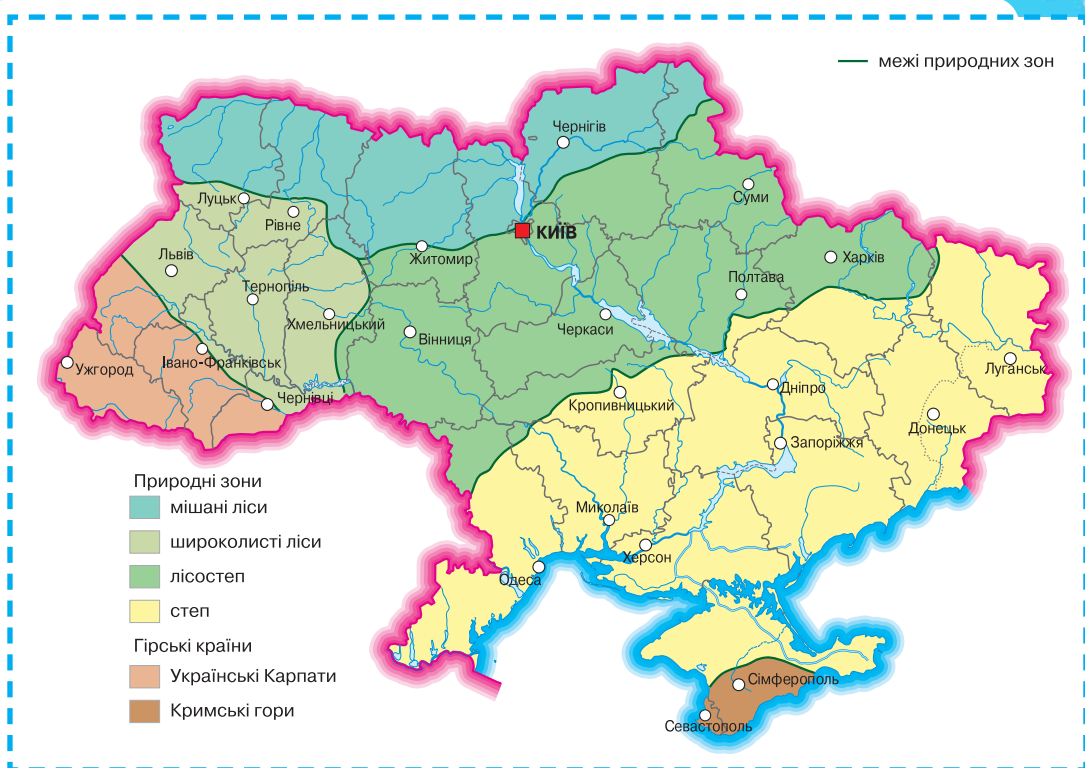 межі природних зон
Чернігів
Луцьк
Рівне
Суми
КИЇВ
Львів
Житомир
Харків
Тернопіль
Полтава
Хмельницький
Вінниця
Черкаси
Івано-Франківськ
Ужгород
Луганськ
Чернівці
Дніпро
Кропивницький
Донецьк
Запоріжжя
Природні зони
мішані ліси
Миколаїв
широколисті ліси
Херсон
лісостеп
Одеса
степ
Гірські країни
Українські Карпати
Сімферополь
Кримські гори
Севастополь